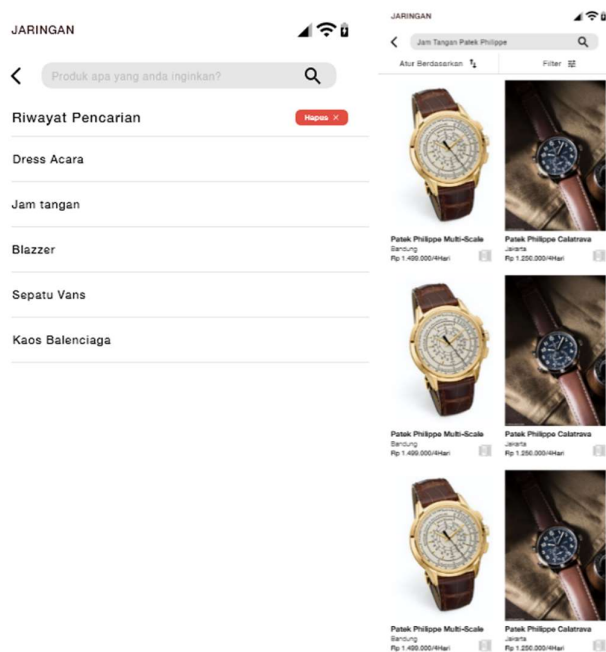 JARINGAN
Produk apa yang anda inginkan?
Riwayat Pencarian
Hapus ×
Dress Acara
Jam tangan
Blazzer
Sepatu Vans
Kaos Balenciaga
JARINGAN
Jam Tangan Patek Philippe
Atur Berdasarkan
Filter
Patek Philippe Multi-Scale
Bandung
Rp 1.499.000/4Hari
Patek Philippe Calatrava
Jakarta
Rp 1.250.000/4Hari
Patek Philippe Multi-Scale
Bandung
Rp 1.499.000/4Hari
Patek Philippe Calatrava
Jakarta
Rp 1.250.000/4Hari
Patek Philippe Multi-Scale
Bandung
Rp 1.499.000/4Hari
Patek Philippe Calatrava
Jakarta
Rp 1.250.000/4Hari